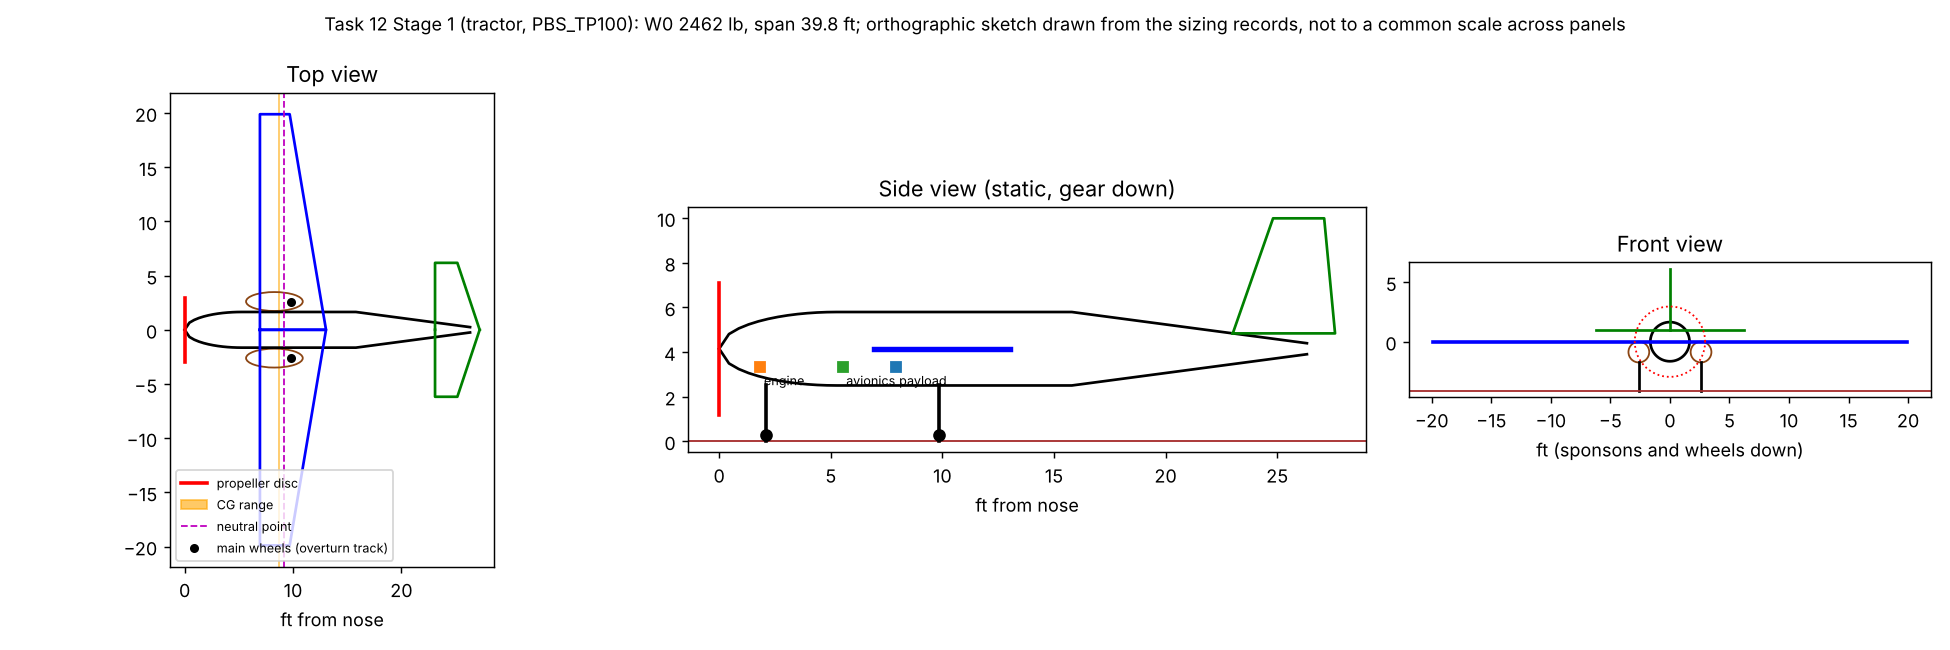 Task 12 Stage 1 (tractor, PBS_TP100): W0 2462 lb, span 39.8 ft; orthographic sketch drawn from the sizing records, not to a common scale across panels
Top view
20
15
10
5
0
−5
−10
−15
−20
propeller disc
CG range
neutral point
main wheels (overturn track)
0
10
20
ft from nose
Side view (static, gear down)
10
8
6
4
2
0
engine
avionics
payload
0
5
10
15
20
25
ft from nose
Front view
5
0
−20
−15
−10
−5
0
5
10
15
20
ft (sponsons and wheels down)